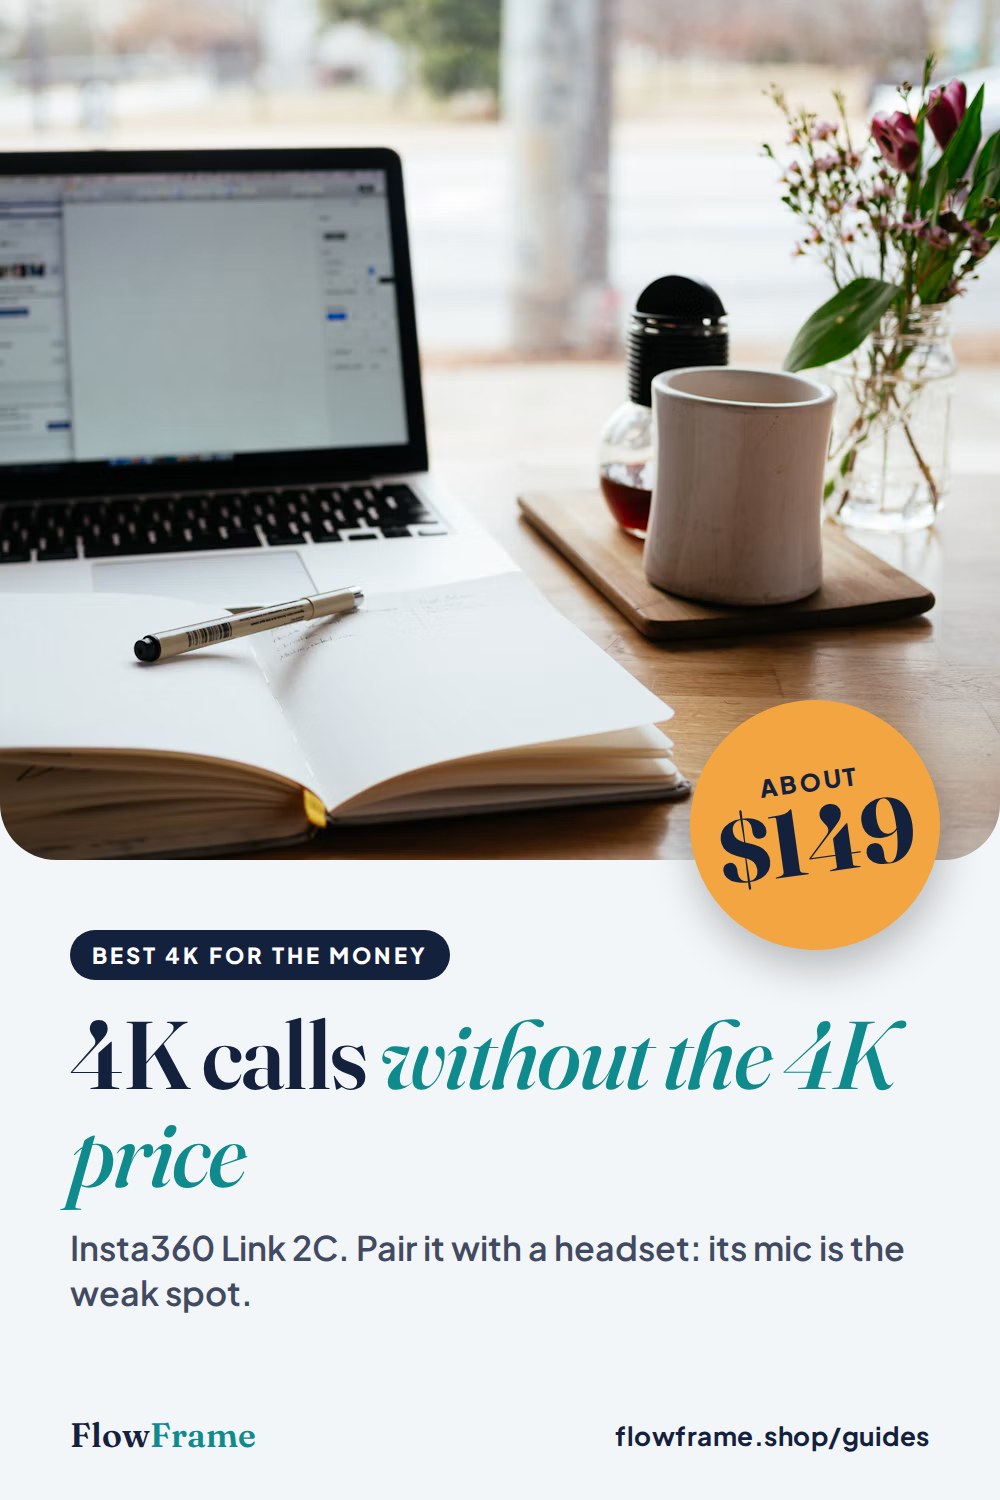 ABOUT
$149
BEST 4K FOR THE MONEY
4K calls without the 4K
price
Insta360 Link 2C. Pair it with a headset: its mic is the
weak spot.
FlowFrame
flowframe.shop/guides